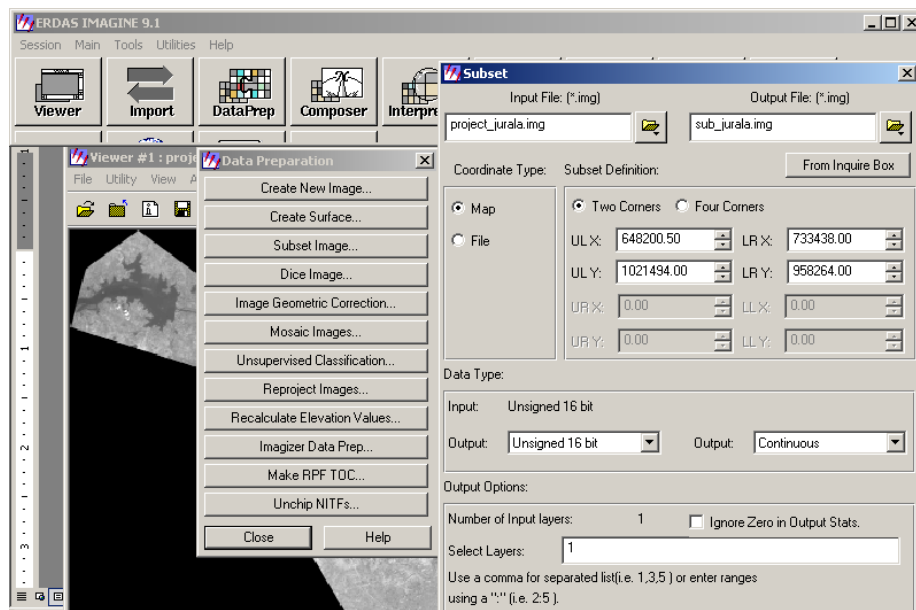 ERDAS IMAGINE 9.1
Session Main Tools Utilities Help
Viewer
Import
DataPrep
Composer
Viewer #1 :
File Utility View
Data Preparation
Create New Image...
Create Surface...
Subset Image...
Dice Image...
Image Geometric Correction...
Mosaic Images...
Unsupervised Classification...
Reproject Images...
Recalculate Elevation Values...
Imagizer Data Prep...
Make RPF TOC...
Unchip NITFs...
Close Help
Subset
Input File: (*.img) Output File: (*.img)
project_jurala.img sub_jurala.img
Coordinate Type: Subset Definition: From Inquire Box
Map
File
Two Corners Four Corners
UL X: 648200.50 LR X: 733438.00
UL Y: 1021494.00 LR Y: 958264.00
UR X: 0.00 LL X: 0.00
UR Y: 0.00 LL Y: 0.00
Data Type:
Input: Unsigned 16 bit
Output: Unsigned 16 bit Output: Continuous
Output Options:
Number of Input layers: 1 Ignore Zero in Output Stats.
Select Layers: 1
Use a comma for separated list(i.e. 1,3,5 ) or enter ranges
using a ":" (i.e. 2:5 ).
1
2
3